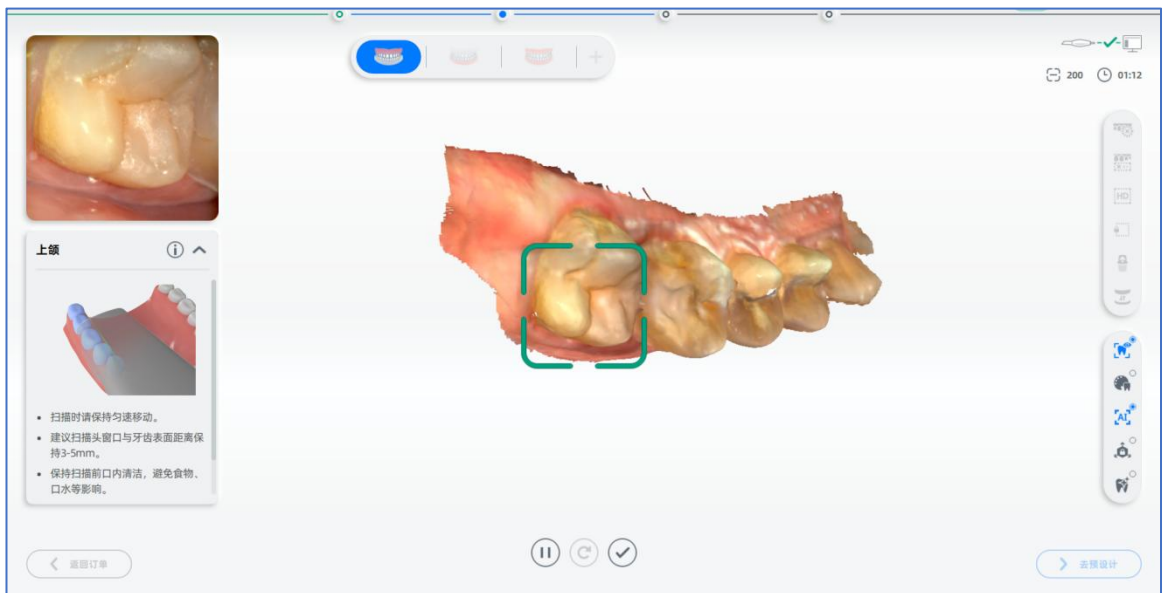 200 01:12
HD
上颌
扫描时请保持匀速移动。
建议扫描头窗口与牙齿表面距离保
持3-5mm。
保持扫描前口内清洁，避免食物、
口水等影响。
AI
返回订单
去预设计